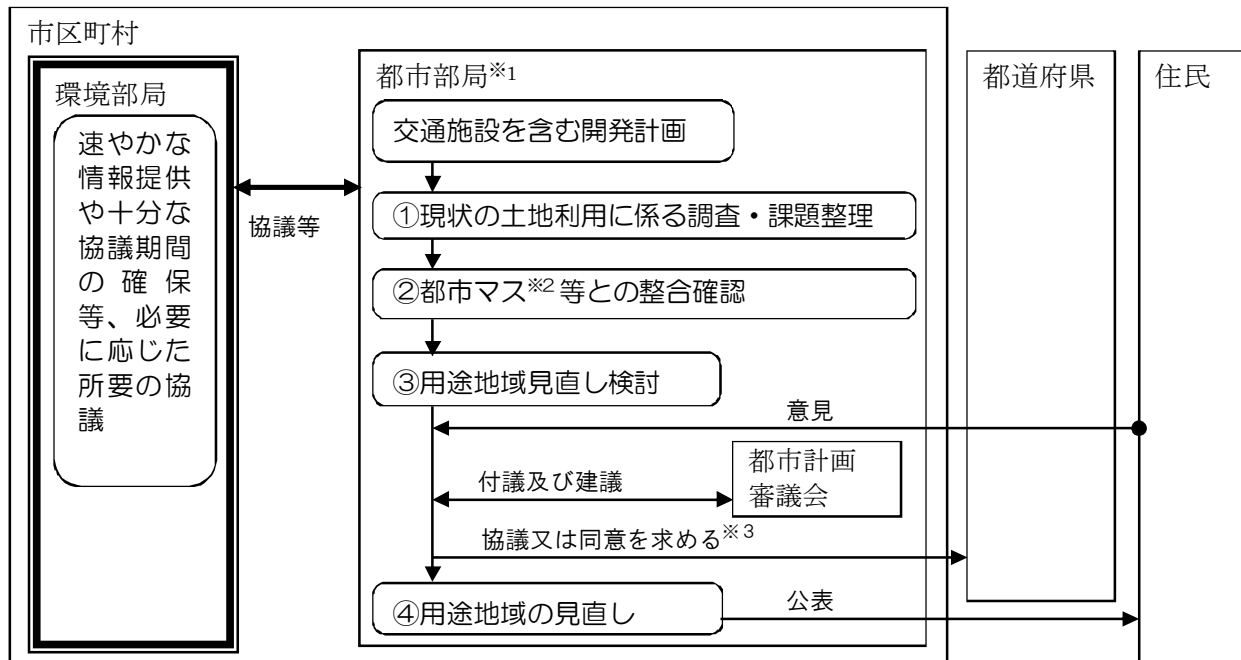 市区町村
環境部局
速やかな
情報提供
や十分な
協議期間
の確保
等、必要
に応じた
所要の協
議
協議等
都市部局※1
交通施設を含む開発計画
①現状の土地利用に係る調査・課題整理
②都市マス※2等との整合確認
③用途地域見直し検討
意見
付議及び建議
都市計画
審議会
協議又は同意を求める※３
④用途地域の見直し
公表
都道府県
住民